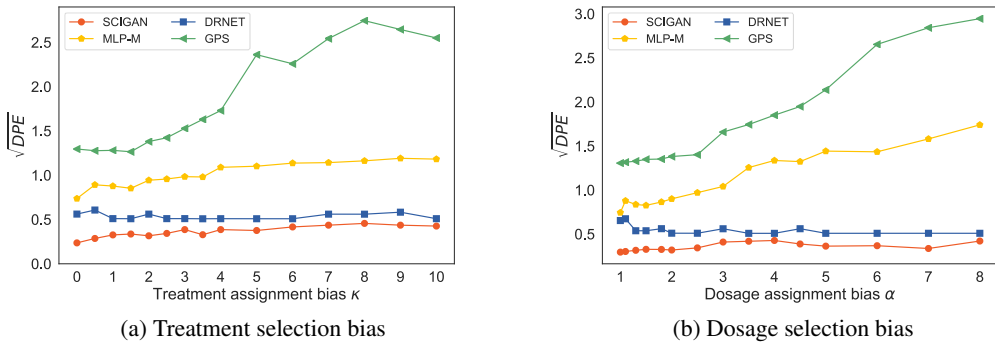 SCIGAN DRNET
MLP-M GPS
2.5
2.0
1.5
1.0
0.5
0.0
√DPE
0 1 2 3 4 5 6 7 8 9 10
Treatment assignment bias κ
(a) Treatment selection bias
SCIGAN DRNET
MLP-M GPS
3.0
2.5
2.0
1.5
1.0
0.5
√DPE
1 2 3 4 5 6 7 8
Dosage assignment bias α
(b) Dosage selection bias